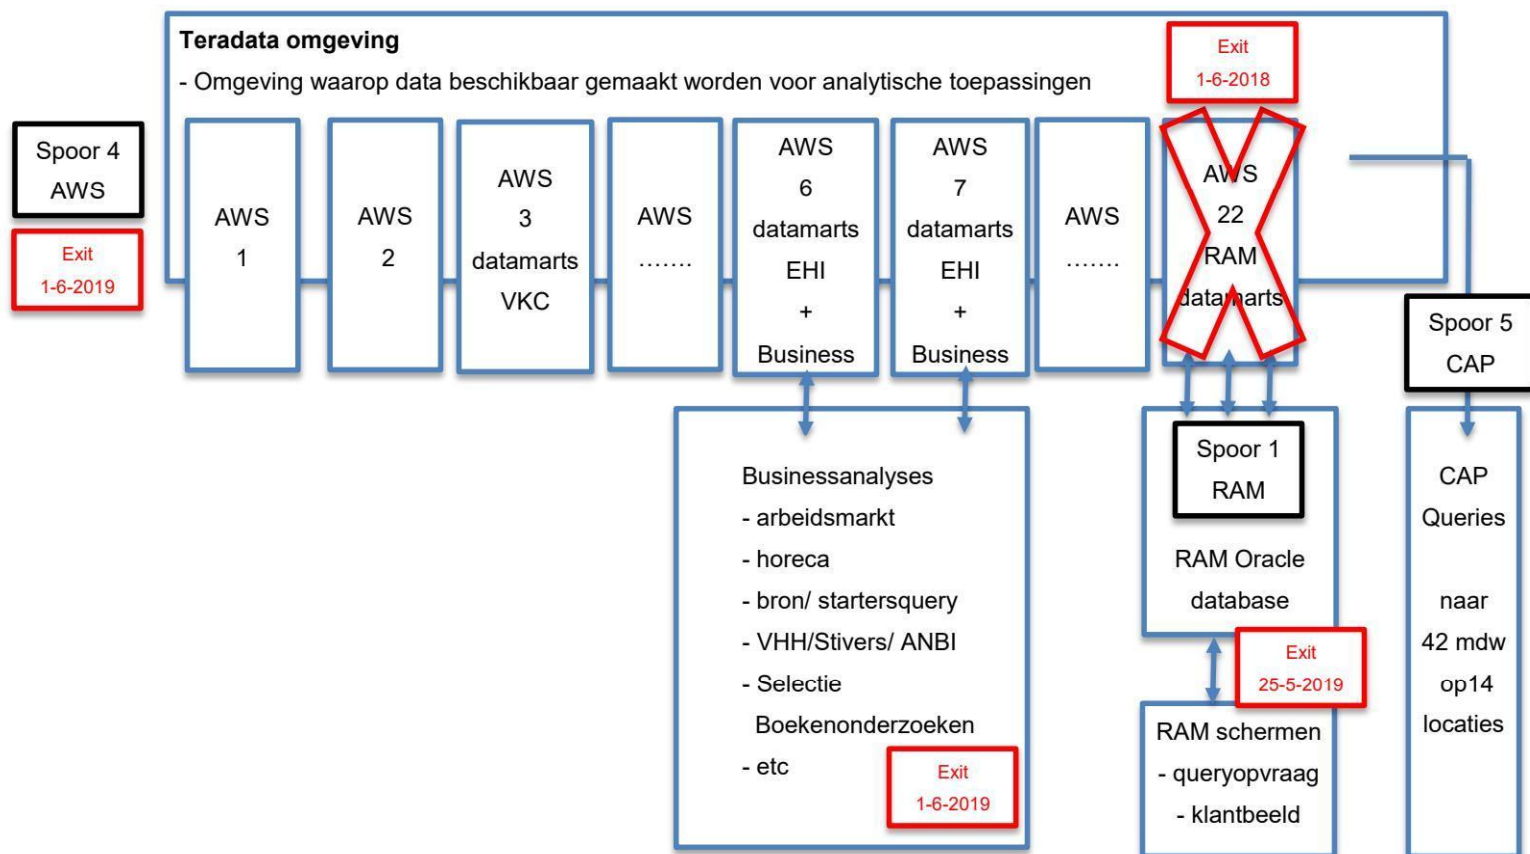 Teradata omgeving
- Omgeving waarop data beschikbaar gemaakt worden voor analytische toepassingen
Exit
1-6-2018
Spoor 4
AWS
Exit
1-6-2019
AWS
1
AWS
2
AWS
3
datamarts
VKC
AWS
.......
AWS
6
datamarts
EHI
+
Business
AWS
7
datamarts
EHI
+
Business
AWS
.......
AWS
22
RAM
datamarts
Spoor 5
CAP
Businessanalyses
- arbeidsmarkt
- horeca
- bron/ startersquery
- VHH/Stivers/ ANBI
- Selectie
Boekenonderzoeken
- etc
Exit
1-6-2019
Spoor 1
RAM
RAM Oracle
database
Exit
25-5-2019
RAM schermen
- queryopvraag
- klantbeeld
CAP
Queries
naar
42 mdw
op14
locaties